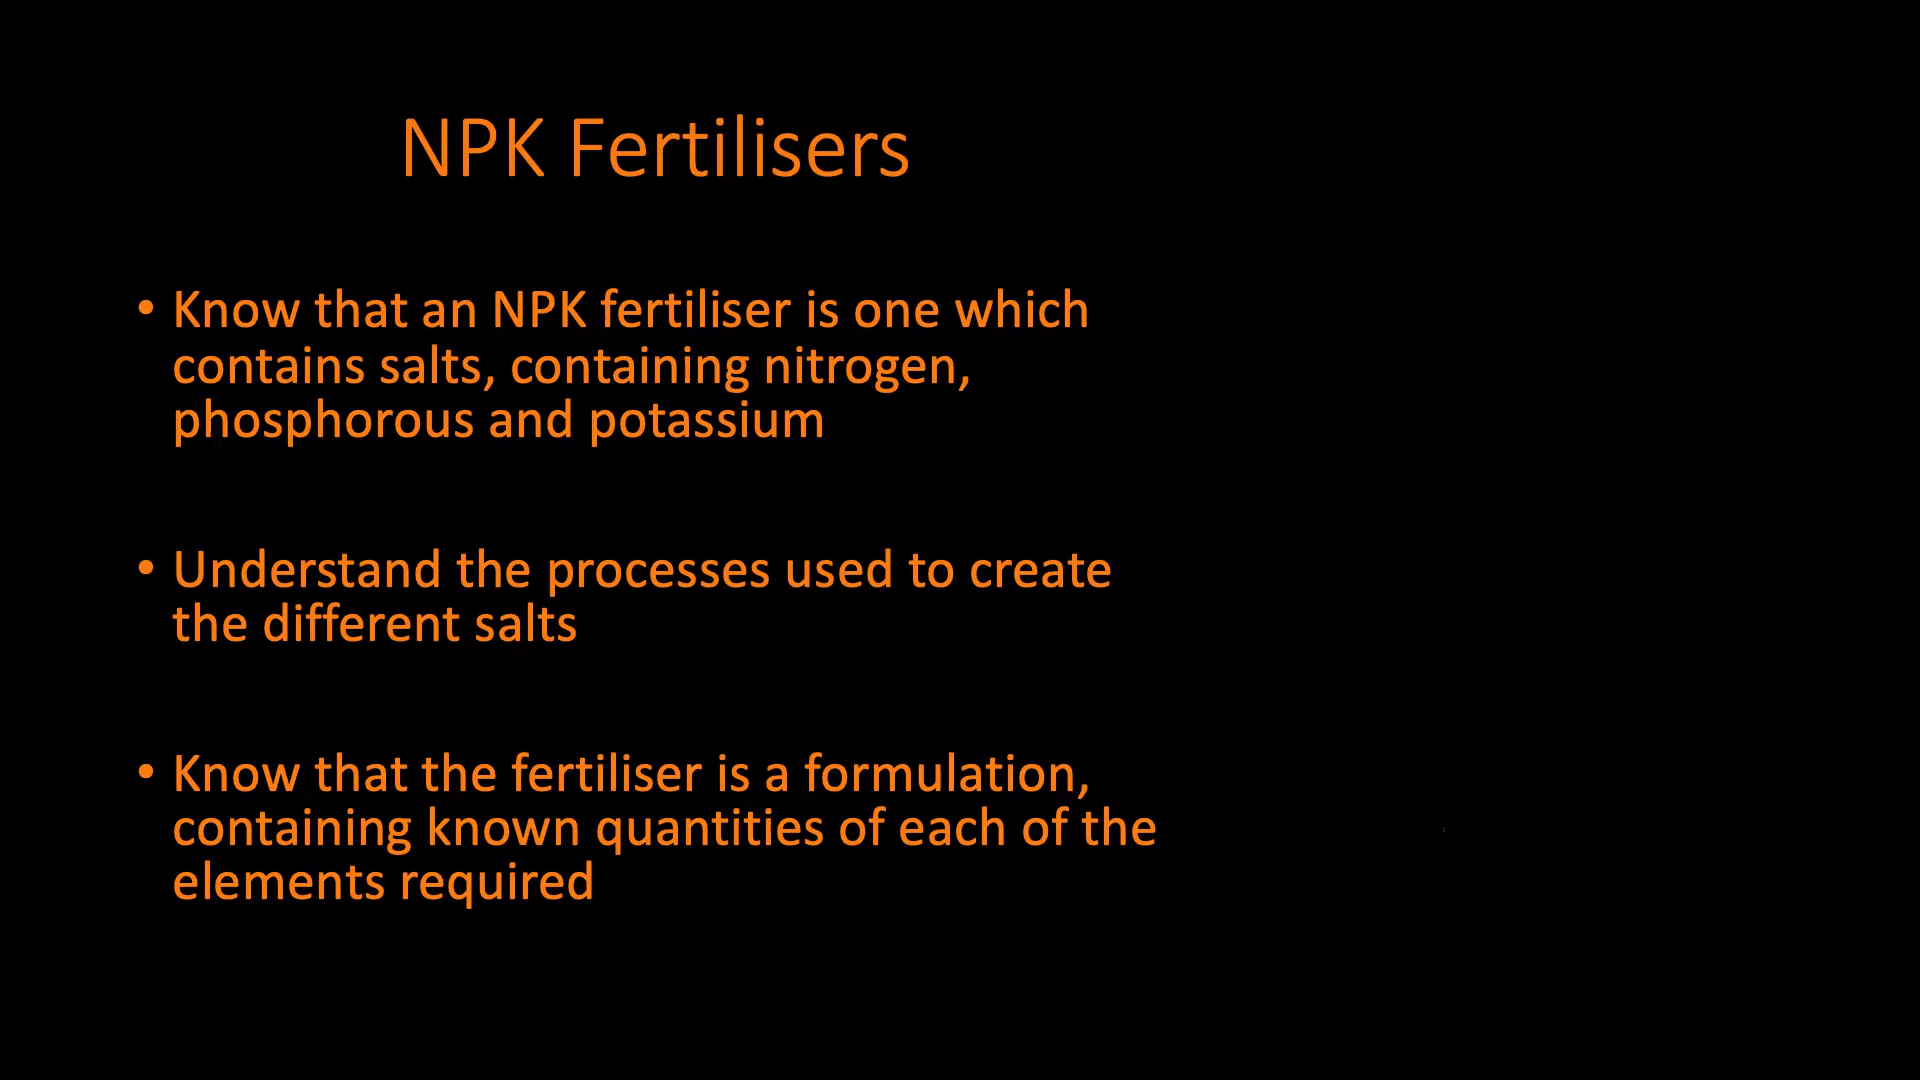 NPK Fertilisers
• Know that an NPK fertiliser is one which
contains salts, containing nitrogen,
phosphorous and potassium
• Understand the processes used to create
the different salts
• Know that the fertiliser is a formulation,
containing known quantities of each of the
elements required